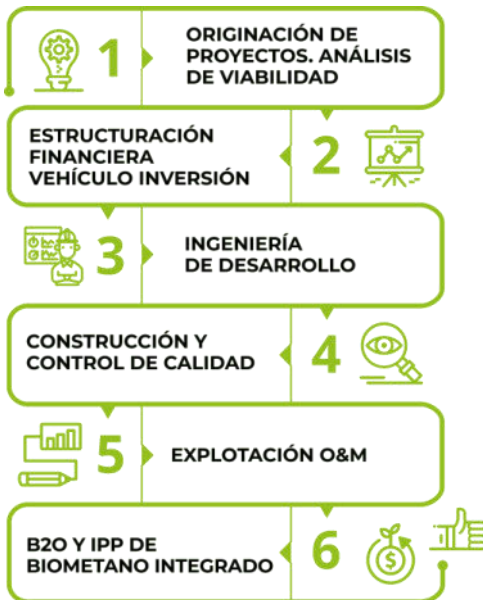 1
ORIGINACIÓN DE
PROYECTOS. ANÁLISIS
DE VIABILIDAD
ESTRUCTURACIÓN
FINANCIERA
VEHÍCULO INVERSIÓN
2
3
INGENIERÍA
DE DESARROLLO
CONSTRUCCIÓN Y
CONTROL DE CALIDAD
4
5
EXPLOTACIÓN O&M
B2O Y IPP DE
BIOMETANO INTEGRADO
6
$